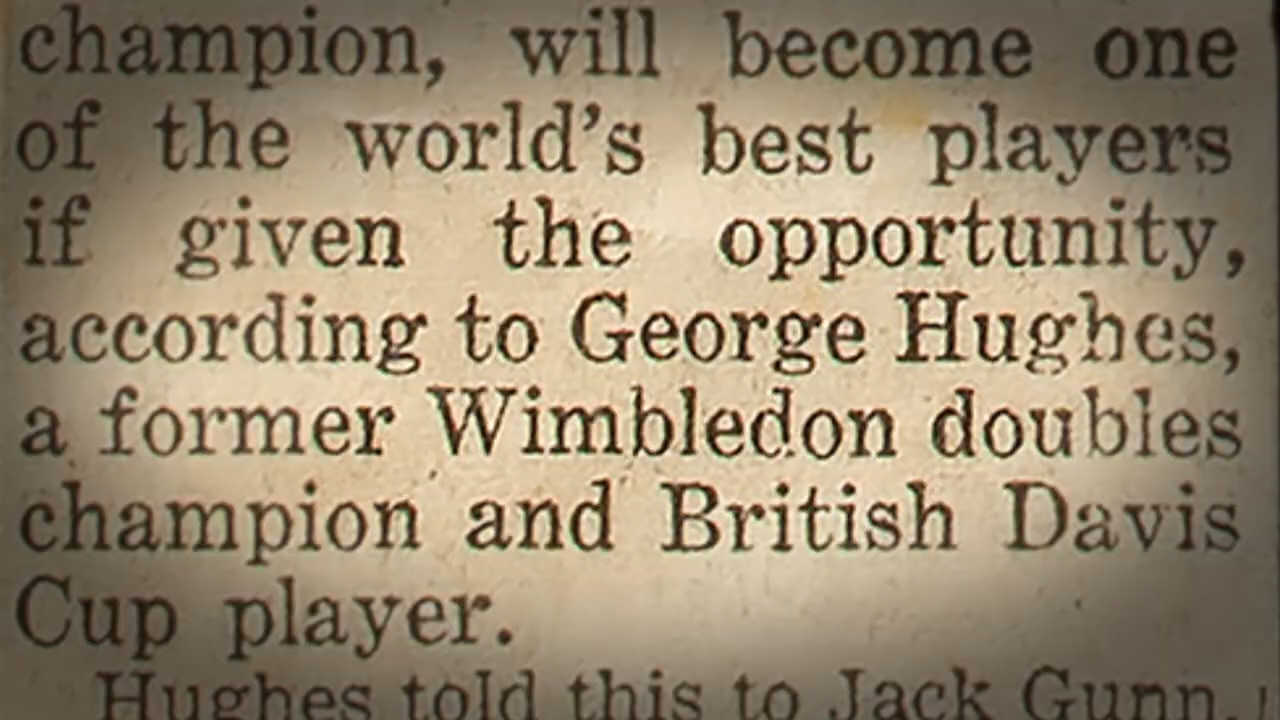 champion, will become one
of the world's best players
if given the opportunity,
according to George Hughes,
a former Wimbledon doubles
champion and British Davis
Cup player.
Hughes told this to Jack Gunn,